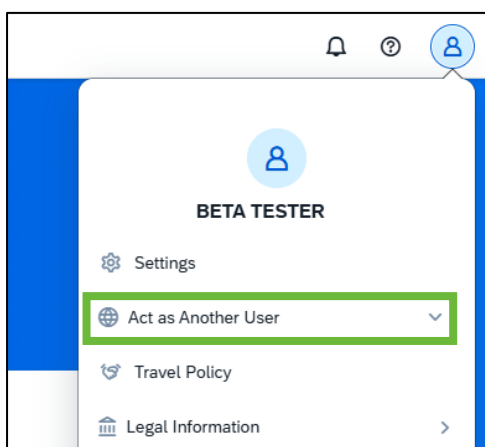 BETA TESTER
Settings
Act as Another User
Travel Policy
Legal Information